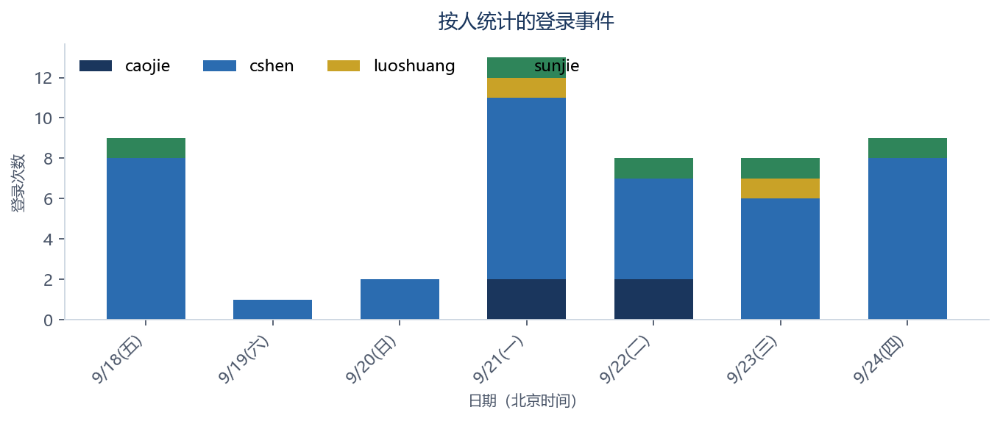 按人统计的登录事件
caojie cshen luoshuang sunjie
登录次数
12
10
8
6
4
2
0
9/18(五) 9/19(六) 9/20(日) 9/21(一) 9/22(二) 9/23(三) 9/24(四)
日期（北京时间）